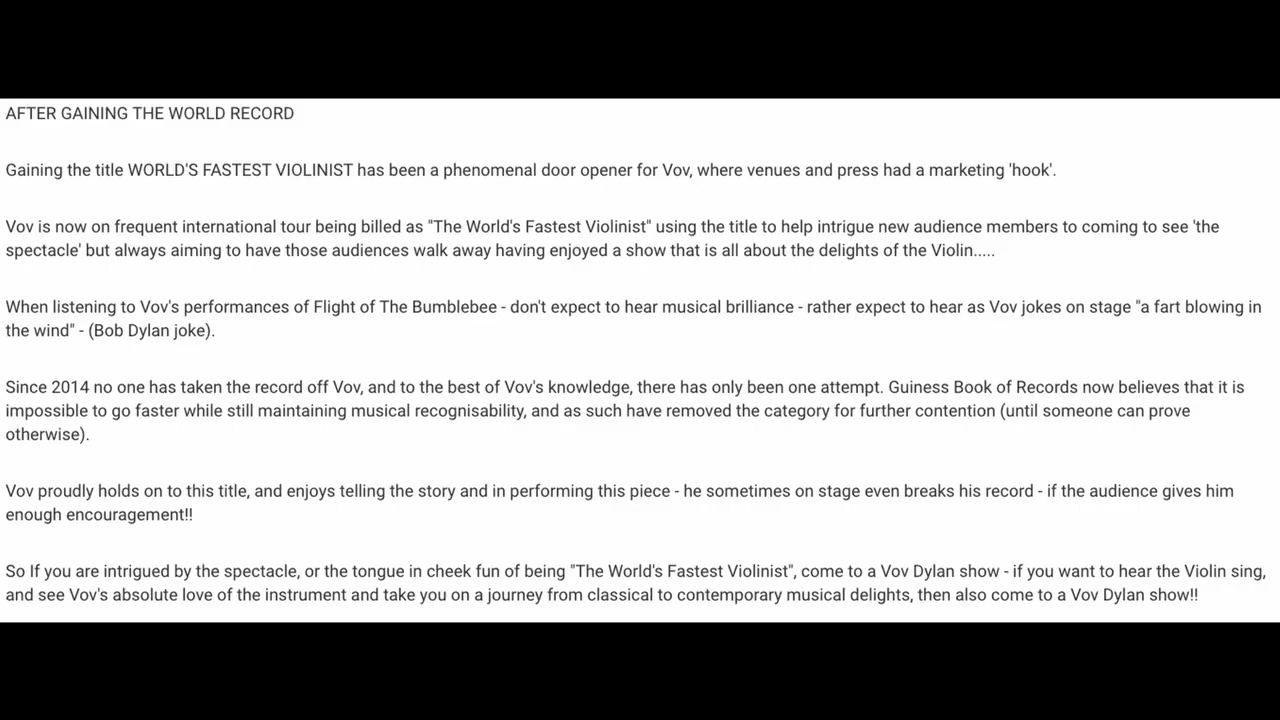 AFTER GAINING THE WORLD RECORD
Gaining the title WORLD'S FASTEST VIOLINIST has been a phenomenal door opener for Vov, where venues and press had a marketing 'hook'.
Vov is now on frequent international tour being billed as "The World's Fastest Violinist" using the title to help intrigue new audience members to coming to see 'the
spectacle' but always aiming to have those audiences walk away having enjoyed a show that is all about the delights of the Violin.....
When listening to Vov's performances of Flight of The Bumblebee - don't expect to hear musical brilliance - rather expect to hear as Vov jokes on stage "a fart blowing in
the wind" - (Bob Dylan joke).
Since 2014 no one has taken the record off Vov, and to the best of Vov's knowledge, there has only been one attempt. Guiness Book of Records now believes that it is
impossible to go faster while still maintaining musical recognisability, and as such have removed the category for further contention (until someone can prove
otherwise).
Vov proudly holds on to this title, and enjoys telling the story and in performing this piece - he sometimes on stage even breaks his record - if the audience gives him
enough encouragement!!
So If you are intrigued by the spectacle, or the tongue in cheek fun of being "The World's Fastest Violinist", come to a Vov Dylan show - if you want to hear the Violin sing,
and see Vov's absolute love of the instrument and take you on a journey from classical to contemporary musical delights, then also come to a Vov Dylan show!!